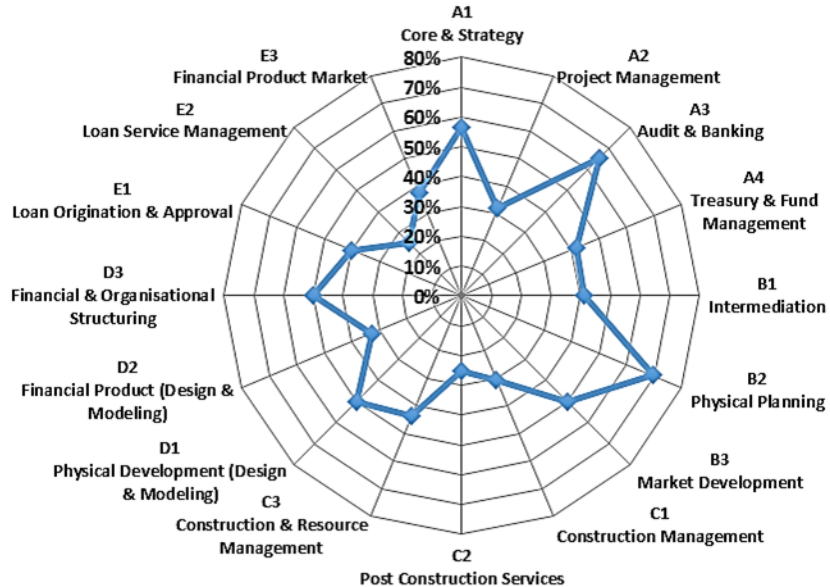 A1
Core & Strategy
A2
Project Management
A3
Audit & Banking
A4
Treasury & Fund
Management
B1
Intermediation
B2
Physical Planning
B3
Market Development
C1
Construction Management
C2
Post Construction Services
C3
Construction & Resource
Management
D1
Physical Development (Design
& Modeling)
D2
Financial Product (Design &
Modeling)
D3
Financial & Organisational
Structuring
E1
Loan Origination & Approval
E2
Loan Service Management
E3
Financial Product Market
80%
70%
60%
50%
40%
30%
20%
10%
0%